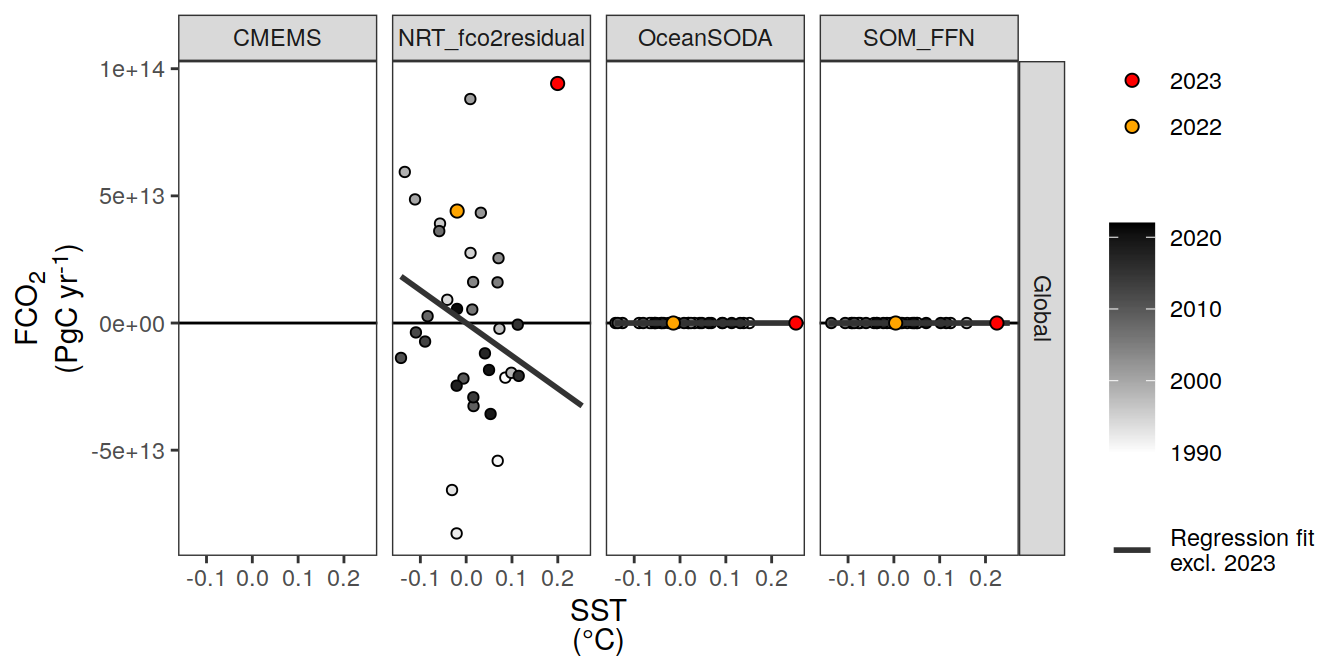 CMEMS NRT_fco2residual OceanSODA SOM_FFN
1e+14
5e+13
0e+00
-5e+13
FCO2
(PgC yr-1)
-0.1 0.0 0.1 0.2 -0.1 0.0 0.1 0.2 -0.1 0.0 0.1 0.2 -0.1 0.0 0.1 0.2
SST
(°C)
Global
2023
2022
2020
2010
2000
1990
Regression fit
excl. 2023